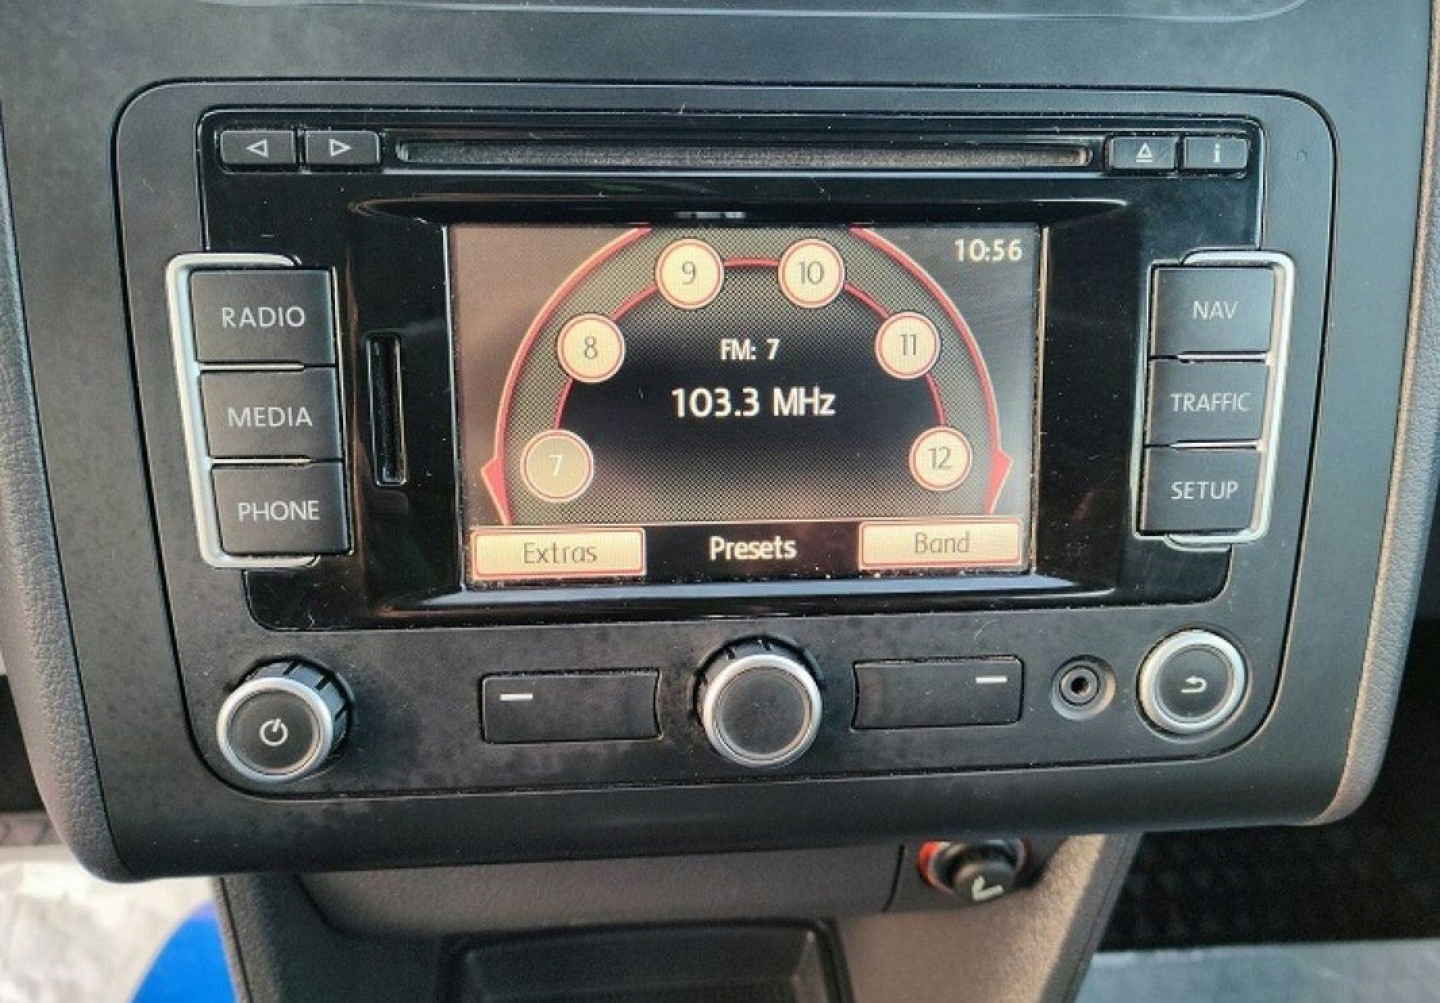 i
10:56
9
10
8
11
FM: 7
103.3 MHz
7
12
Extras
Presets
Band
RADIO
MEDIA
PHONE
NAV
TRAFFIC
SETUP